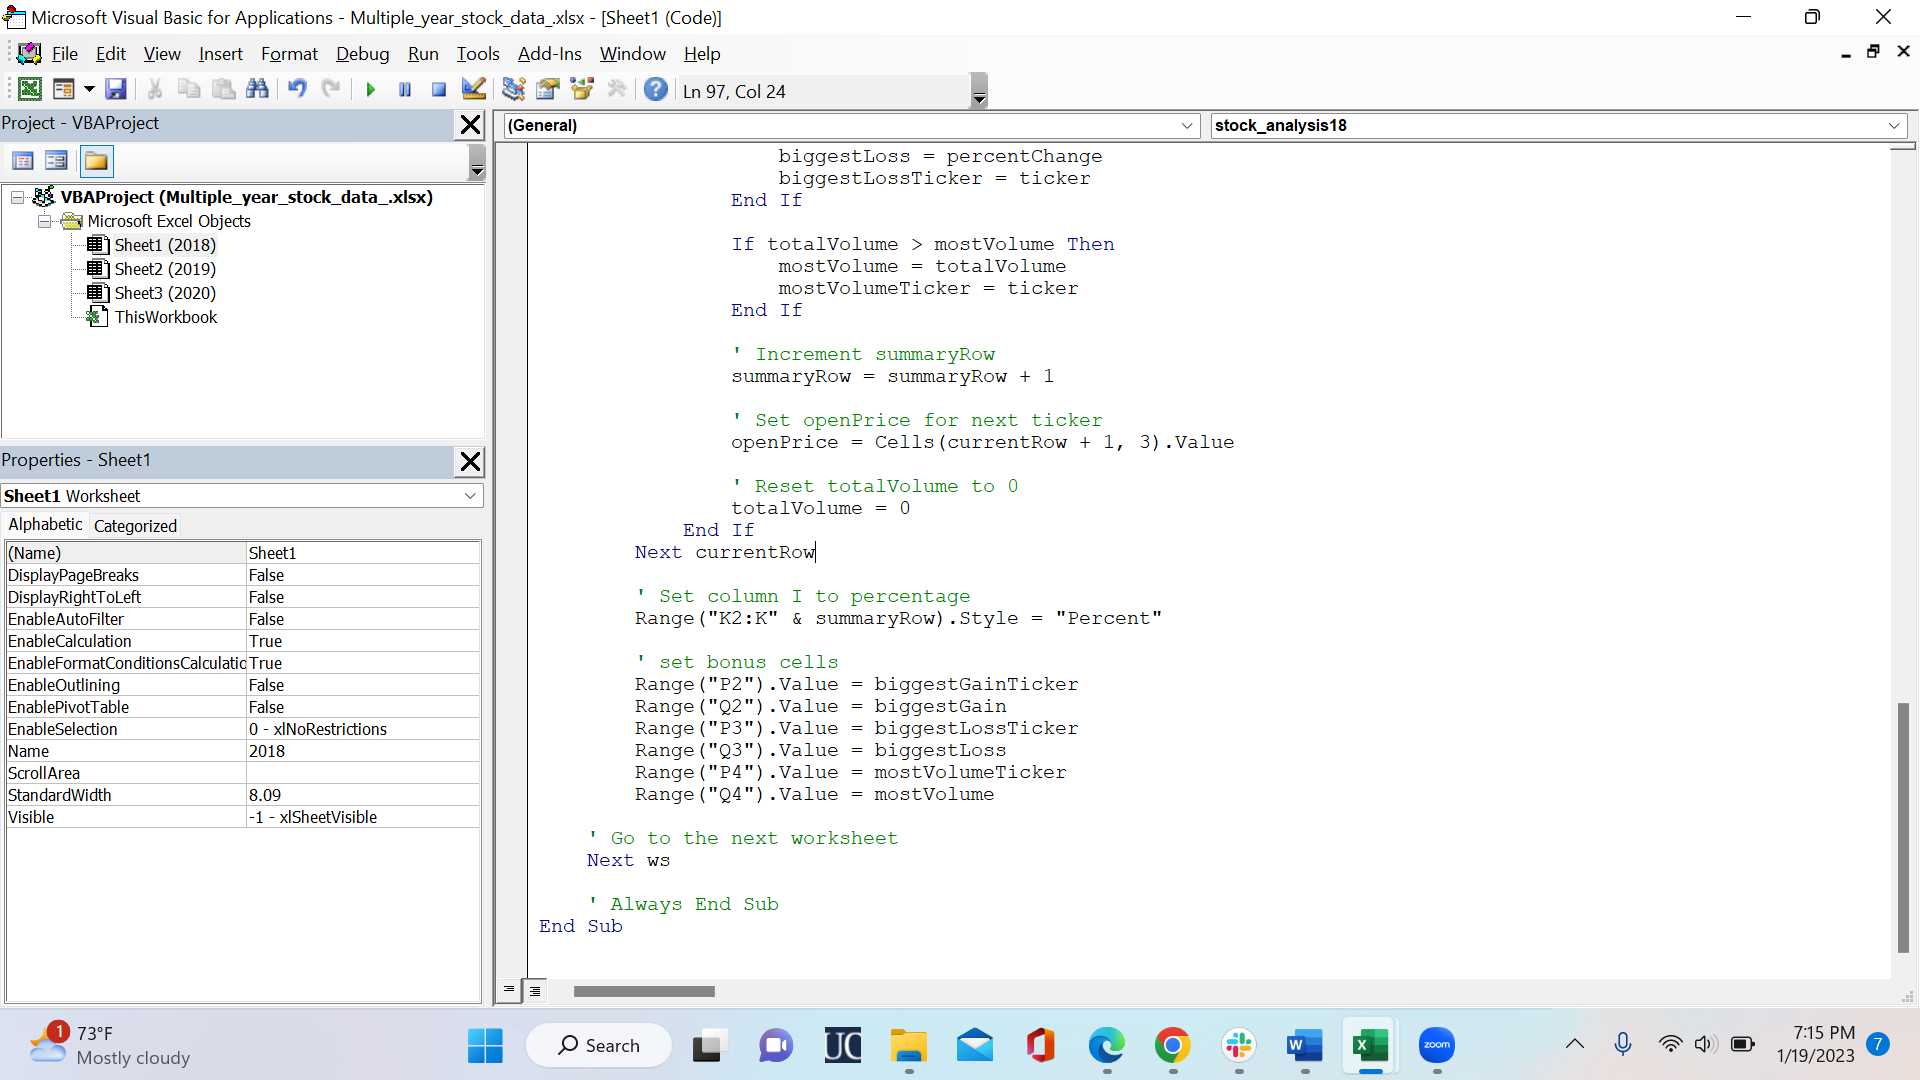 Microsoft Visual Basic for Applications - Multiple_year_stock_data_.xlsx - [Sheet1 (Code)]
File Edit View Insert Format Debug Run Tools Add-Ins Window Help
Ln 97, Col 24
Project - VBAProject
VBAProject (Multiple_year_stock_data_.xlsx)
Microsoft Excel Objects
Sheet1 (2018)
Sheet2 (2019)
Sheet3 (2020)
ThisWorkbook
Properties - Sheet1
Sheet1 Worksheet
Alphabetic Categorized
(Name) Sheet1
DisplayPageBreaks False
DisplayRightToLeft False
EnableAutoFilter False
EnableCalculation True
EnableFormatConditionsCalculatio True
EnableOutlining False
EnablePivotTable False
EnableSelection 0 - xlNoRestrictions
Name 2018
ScrollArea
StandardWidth 8.09
Visible -1 - xlSheetVisible
(General) stock_analysis18
biggestLoss = percentChange
biggestLossTicker = ticker
End If
If totalVolume > mostVolume Then
mostVolume = totalVolume
mostVolumeTicker = ticker
End If
' Increment summaryRow
summaryRow = summaryRow + 1
' Set openPrice for next ticker
openPrice = Cells(currentRow + 1, 3).Value
' Reset totalVolume to 0
totalVolume = 0
End If
Next currentRow
' Set column I to percentage
Range("K2:K" & summaryRow).Style = "Percent"
' set bonus cells
Range("P2").Value = biggestGainTicker
Range("Q2").Value = biggestGain
Range("P3").Value = biggestLossTicker
Range("Q3").Value = biggestLoss
Range("P4").Value = mostVolumeTicker
Range("Q4").Value = mostVolume
' Go to the next worksheet
Next ws
' Always End Sub
End Sub
1 73°F
Mostly cloudy
Search
UC
W
X
zoom
7:15 PM
1/19/2023
7